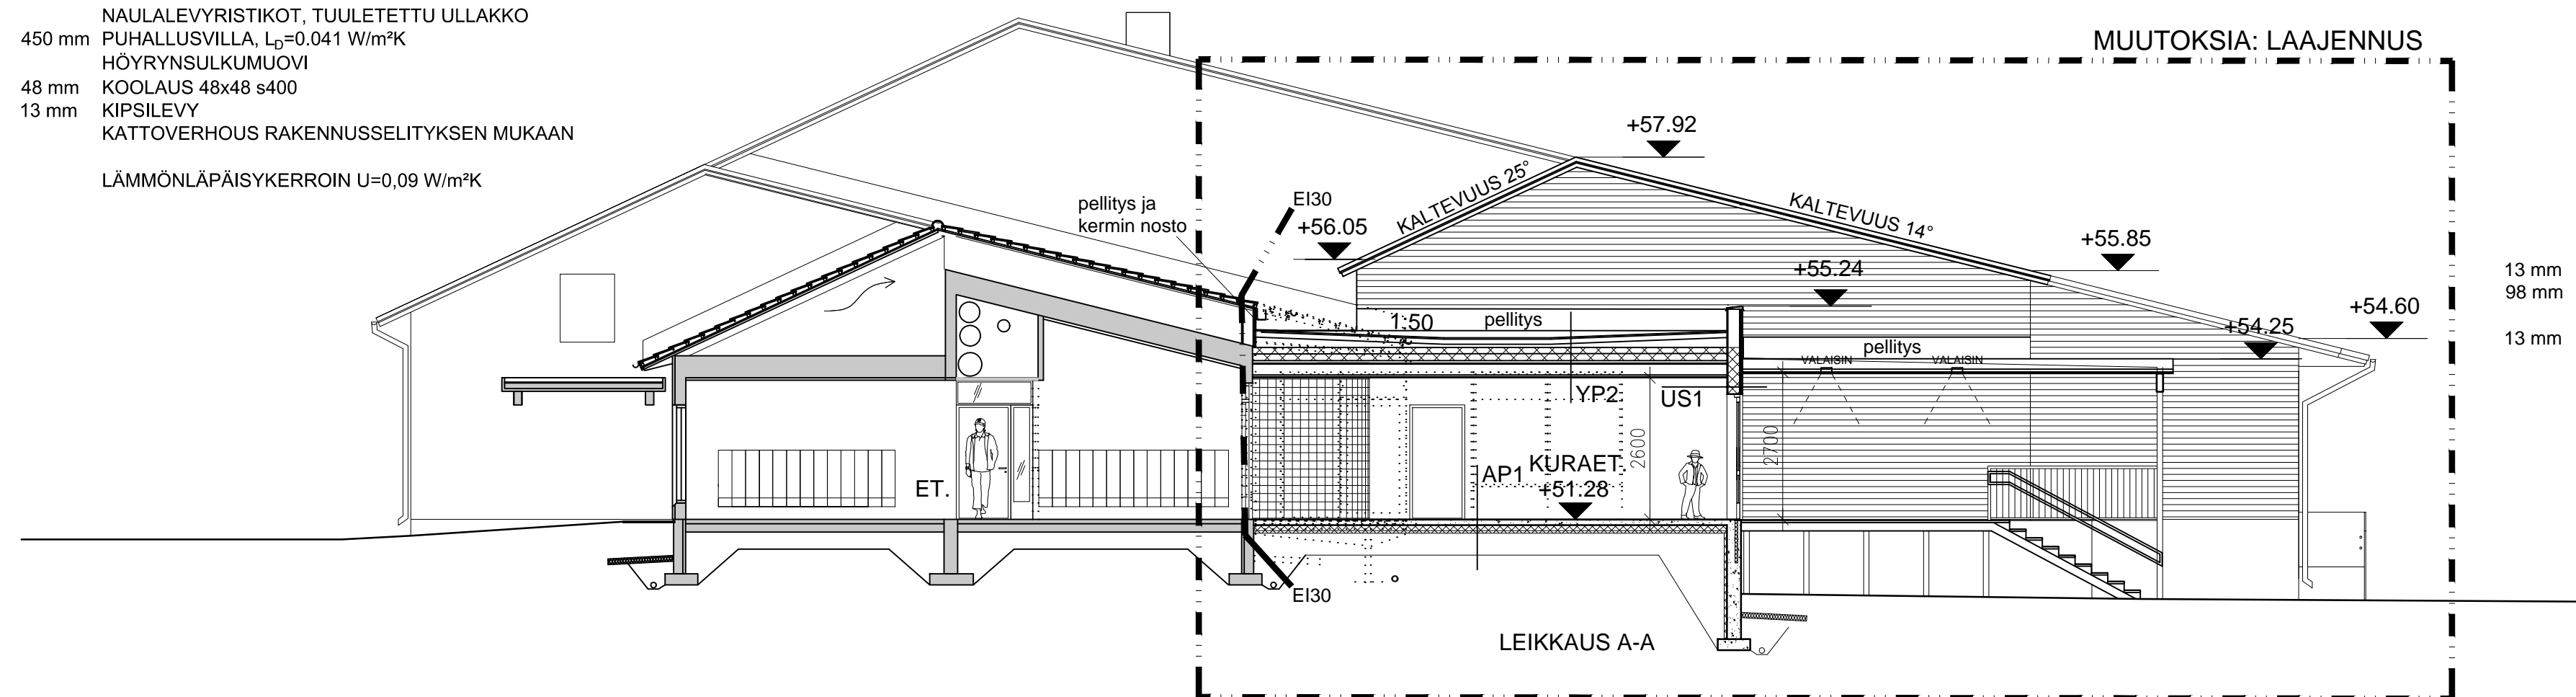 NAULALEVYRISTIKOT, TUULETETTU ULLAKKO
450 mm PUHALLUSVILLA, LD=0.041 W/m²K
HÖYRYNSULKUMUOVI
48 mm KOOLAUS 48x48 s400
13 mm KIPSILEVY
KATTOVERHOUS RAKENNUSSELITYKSEN MUKAAN
LÄMMÖNLÄPÄISYKERROIN U=0,09 W/m²K
MUUTOKSIA: LAAJENNUS
+57.92
KALTEVUUS 25°
KALTEVUUS 14°
pellitys ja
kermin nosto
EI30
+56.05
+55.85
+55.24
+54.60
+54.25
13 mm
98 mm
13 mm
1:50
pellitys
pellitys
VALAISIN
VALAISIN
YP2
US1
2600
2700
ET.
AP1
KURAET.
+51.28
EI30
LEIKKAUS A-A